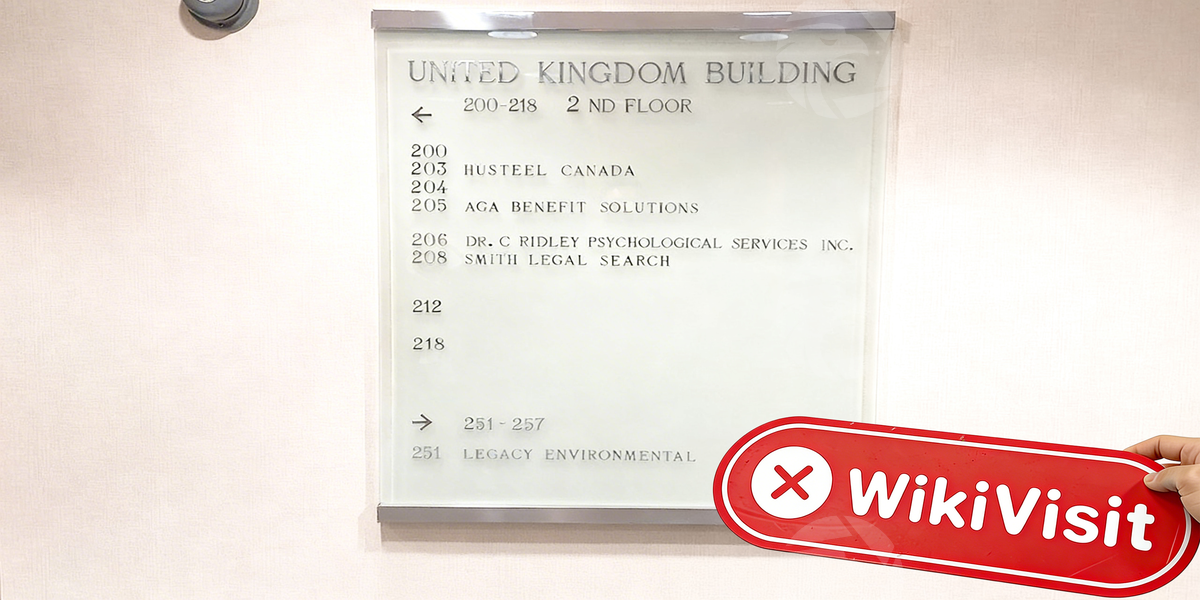 UNITED KINGDOM BUILDING
← 200-218 2 ND FLOOR
200
203 HUSTEEL CANADA
204
205 AGA BENEFIT SOLUTIONS
206 DR. C RIDLEY PSYCHOLOGICAL SERVICES INC.
208 SMITH LEGAL SEARCH
212
218
→ 251-257
251 LEGACY ENVIRONMENTAL
WikiVisit